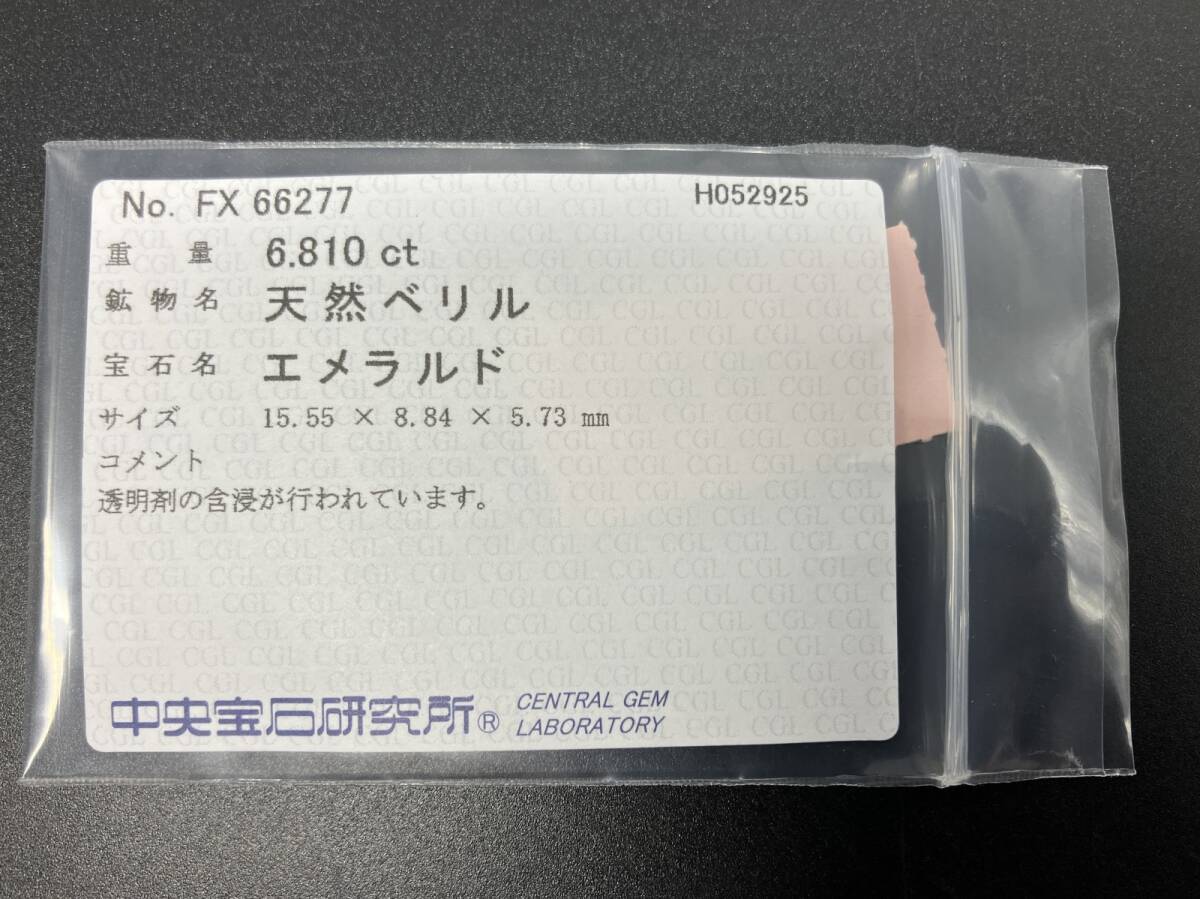 No. FX 66277 H052925
重 量 6.810 ct
鉱 物 名 天然ベリル
宝 石 名 エメラルド
サイズ 15.55 × 8.84 × 5.73 mm
コメント
透明剤の含浸が行われています。
中央宝石研究所® CENTRAL GEM
LABORATORY